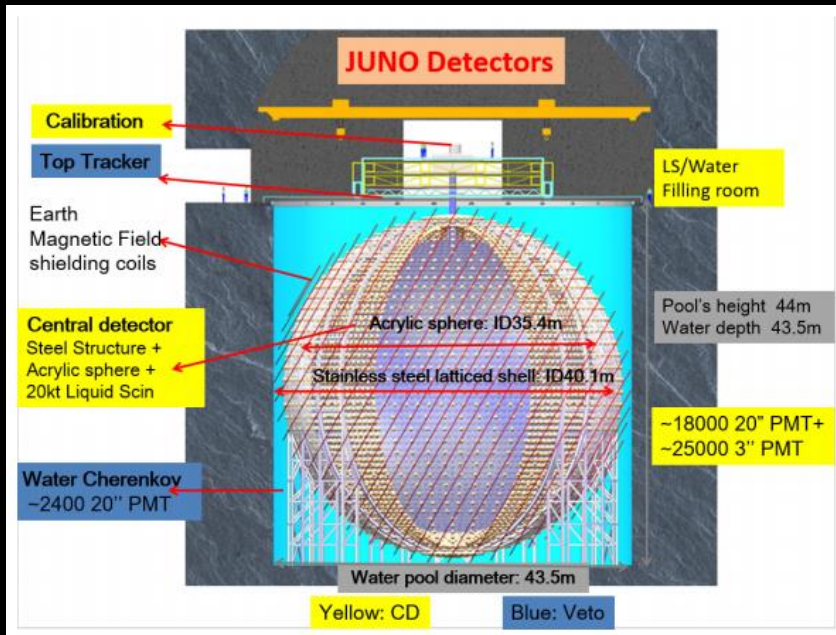 JUNO Detectors
Calibration
Top Tracker
LS/Water
Filling room
Earth
Magnetic Field
shielding coils
Pool's height 44m
Water depth 43.5m
Central detector
Steel Structure +
Acrylic sphere +
20kt Liquid Scin
Acrylic sphere: ID35.4m
Stainless steel latticed shell: ID40.1m
~18000 20” PMT+
~25000 3” PMT
Water Cherenkov
~2400 20’’ PMT
Water pool diameter: 43.5m
Yellow: CD
Blue: Veto